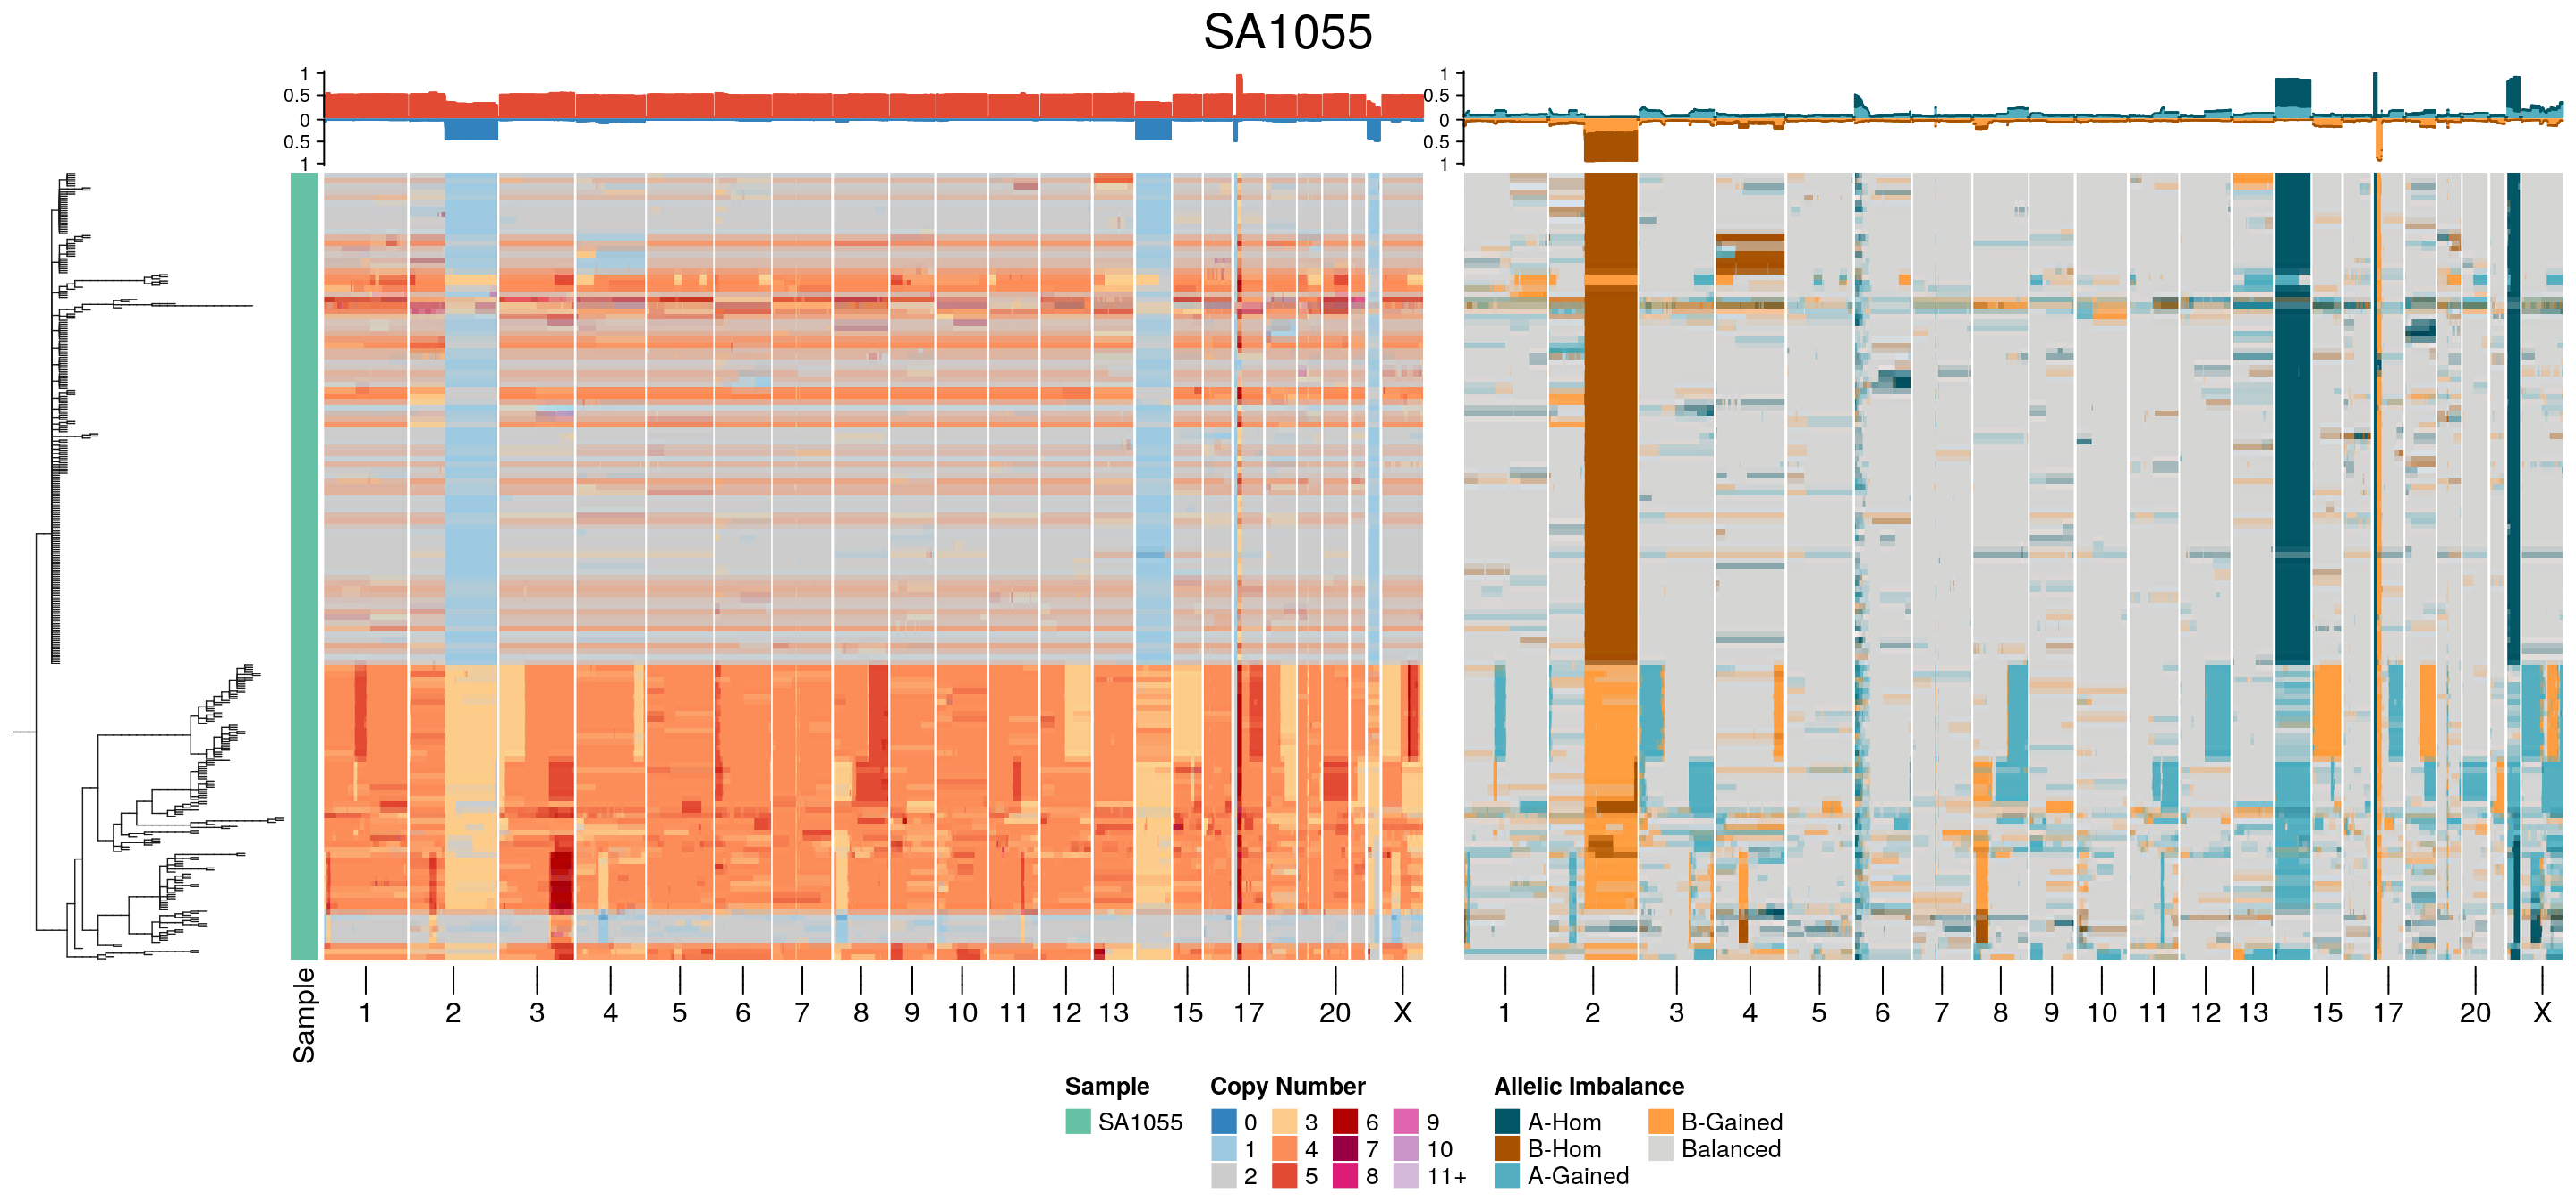 SA1055
1
0.5
0
0.5
1
1
0.5
0
0.5
1
Sample
1 2 3 4 5 6 7 8 9 10 11 12 13 15 17 20 X
1 2 3 4 5 6 7 8 9 10 11 12 13 15 17 20 X
Sample
SA1055
Copy Number
0 3 6 9
1 4 7 10
2 5 8 11+
Allelic Imbalance
A-Hom B-Gained
B-Hom Balanced
A-Gained